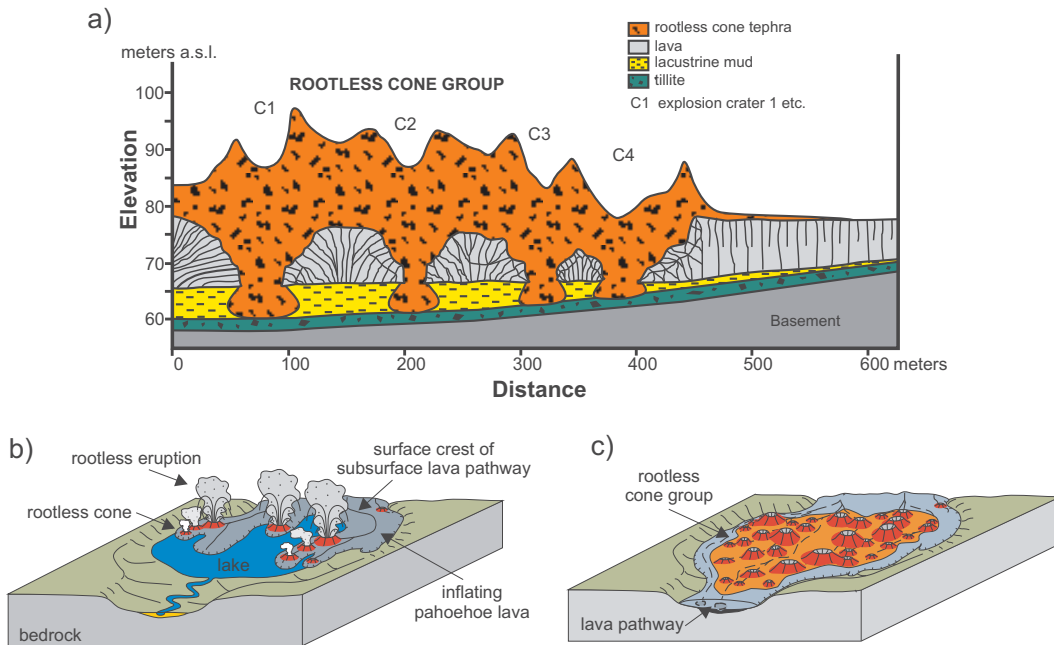 a)
meters a.s.l.
rootless cone tephra
lava
lacustrine mud
tillite
C1 explosion crater 1 etc.
ROOTLESS CONE GROUP
C1
C2
C3
C4
Elevation
100
90
80
70
60
Basement
0
100
200
300
400
500
600 meters
Distance
b)
rootless eruption
surface crest of
subsurface lava pathway
rootless cone
lake
inflating
pahoehoe lava
bedrock
c)
rootless
cone group
lava pathway